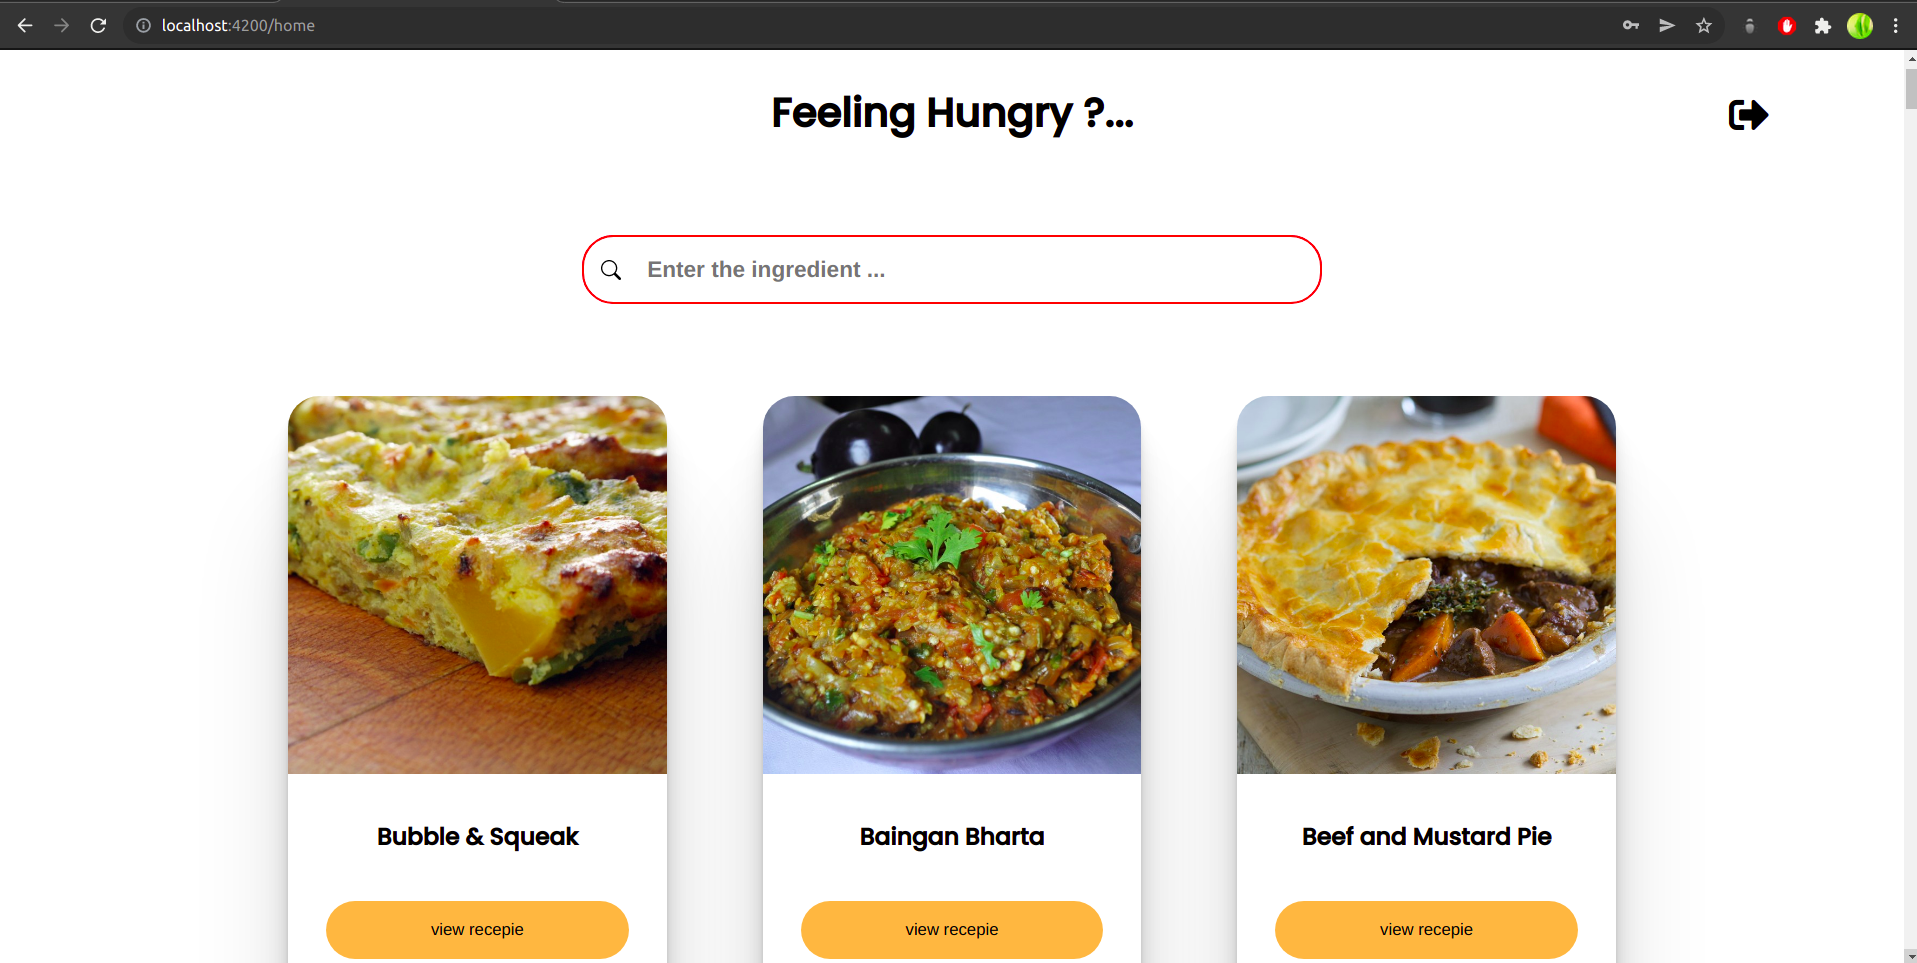 localhost:4200/home
Feeling Hungry ?...
Enter the ingredient ...
Bubble & Squeak
Baingan Bharta
Beef and Mustard Pie
view recepie
view recepie
view recepie